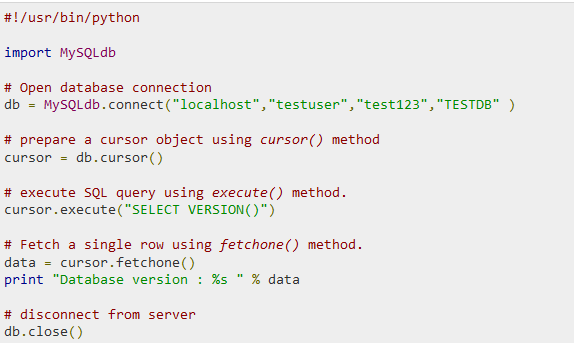 #!/usr/bin/python
import MySQLdb
# Open database connection
db = MySQLdb.connect("localhost","testuser","test123","TESTDB" )
# prepare a cursor object using cursor() method
cursor = db.cursor()
# execute SQL query using execute() method.
cursor.execute("SELECT VERSION()")
# Fetch a single row using fetchone() method.
data = cursor.fetchone()
print "Database version : %s " % data
# disconnect from server
db.close()